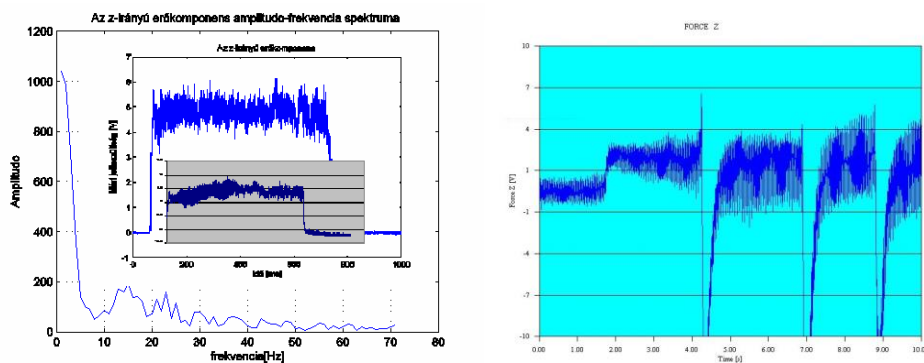 Az z-irányú erőkomponens amplitudo-frekvencia spektruma
1200
1000
800
600
400
200
0
Amplitudo
0 10 20 30 40 50 60 70 80
frekvencia[Hz]
Az z-irányú erőkomponens
7
6
5
4
3
2
1
0
-1
0 200 400 600 800 1000
FORCE Z
10
7
4
1
-1
-4
-7
-10
Force Z [V]
0.00 1.00 2.00 3.00 4.00 5.00 6.00 7.00 8.00 9.00 10.0
Time [s]